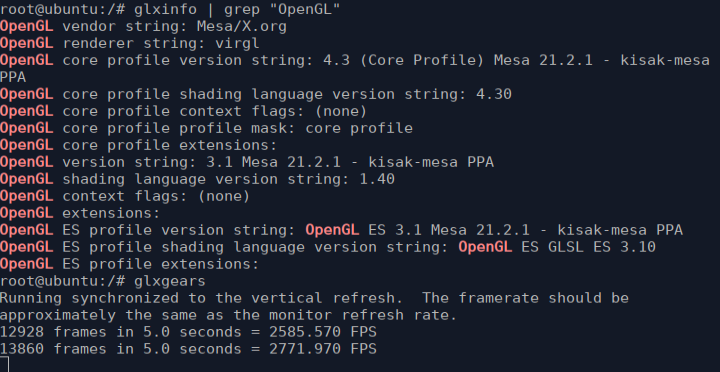 root@ubuntu:/# glxinfo | grep "OpenGL"
OpenGL vendor string: Mesa/X.org
OpenGL renderer string: virgl
OpenGL core profile version string: 4.3 (Core Profile) Mesa 21.2.1 - kisak-mesa
PPA
OpenGL core profile shading language version string: 4.30
OpenGL core profile context flags: (none)
OpenGL core profile profile mask: core profile
OpenGL core profile extensions:
OpenGL version string: 3.1 Mesa 21.2.1 - kisak-mesa PPA
OpenGL shading language version string: 1.40
OpenGL context flags: (none)
OpenGL extensions:
OpenGL ES profile version string: OpenGL ES 3.1 Mesa 21.2.1 - kisak-mesa PPA
OpenGL ES profile shading language version string: OpenGL ES GLSL ES 3.10
OpenGL ES profile extensions:
root@ubuntu:/# glxgears
Running synchronized to the vertical refresh.  The framerate should be
approximately the same as the monitor refresh rate.
12928 frames in 5.0 seconds = 2585.570 FPS
13860 frames in 5.0 seconds = 2771.970 FPS